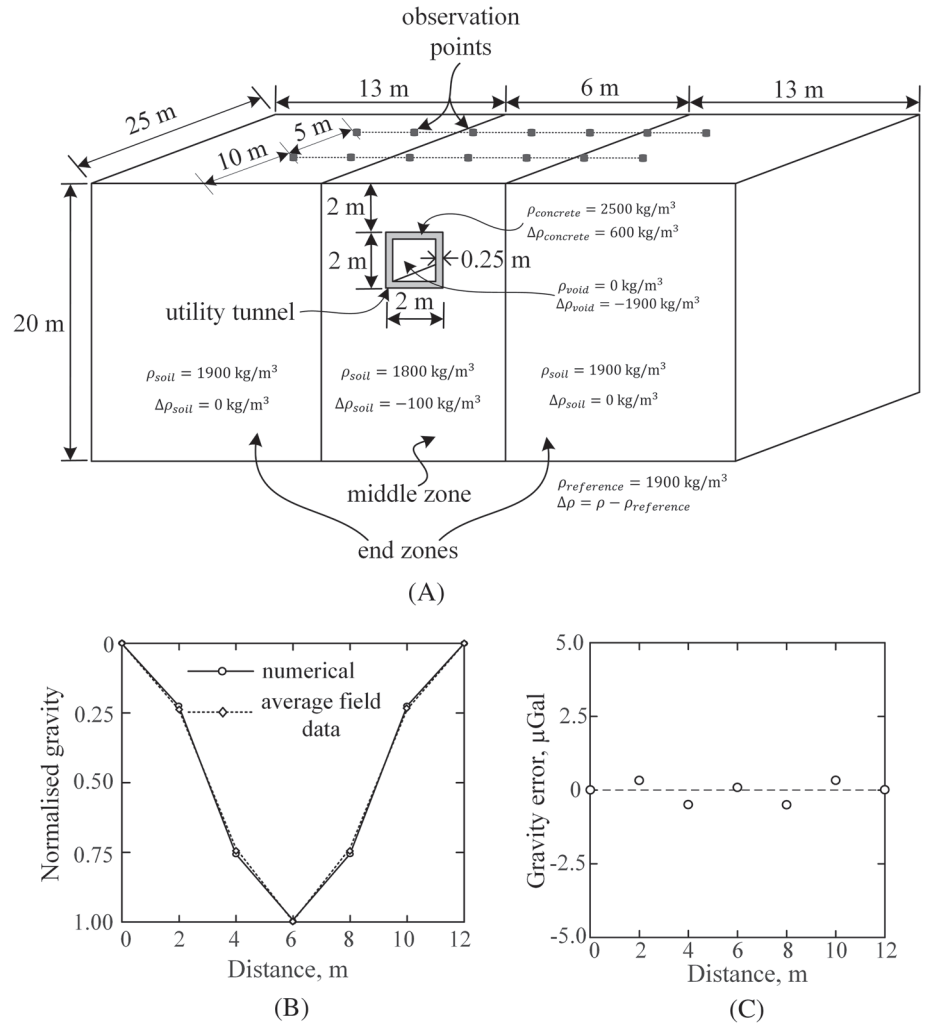 observation
points
13 m
6 m
13 m
25 m
5 m
10 m
2 m
ρconcrete = 2500 kg/m³
Δρconcrete = 600 kg/m³
2 m
0.25 m
ρvoid = 0 kg/m³
Δρvoid = −1900 kg/m³
2 m
utility tunnel
20 m
ρsoil = 1900 kg/m³
Δρsoil = 0 kg/m³
ρsoil = 1800 kg/m³
Δρsoil = −100 kg/m³
ρsoil = 1900 kg/m³
Δρsoil = 0 kg/m³
middle zone
ρreference = 1900 kg/m³
Δρ = ρ − ρreference
end zones
(A)
Normalised gravity
0
0.25
0.50
0.75
1.00
numerical
average field
data
0 2 4 6 8 10 12
Distance, m
(B)
Gravity error, μGal
5.0
2.5
0
-2.5
-5.0
0 2 4 6 8 10 12
Distance, m
(C)